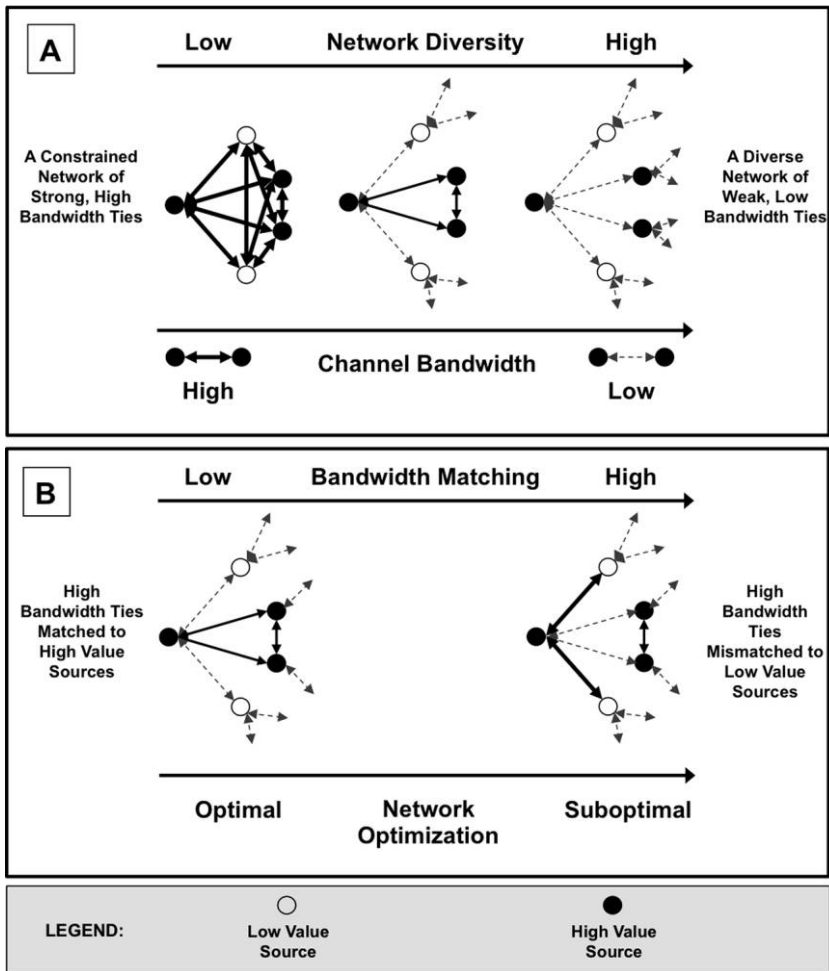 A
Low Network Diversity High
A Constrained
Network of
Strong, High
Bandwidth Ties
A Diverse
Network of
Weak, Low
Bandwidth Ties
Channel Bandwidth
High Low
B
Low Bandwidth Matching High
High
Bandwidth Ties
Matched to
High Value
Sources
High
Bandwidth
Ties
Mismatched to
Low Value
Sources
Optimal Network Suboptimal
Optimization
LEGEND:
Low Value
Source
High Value
Source